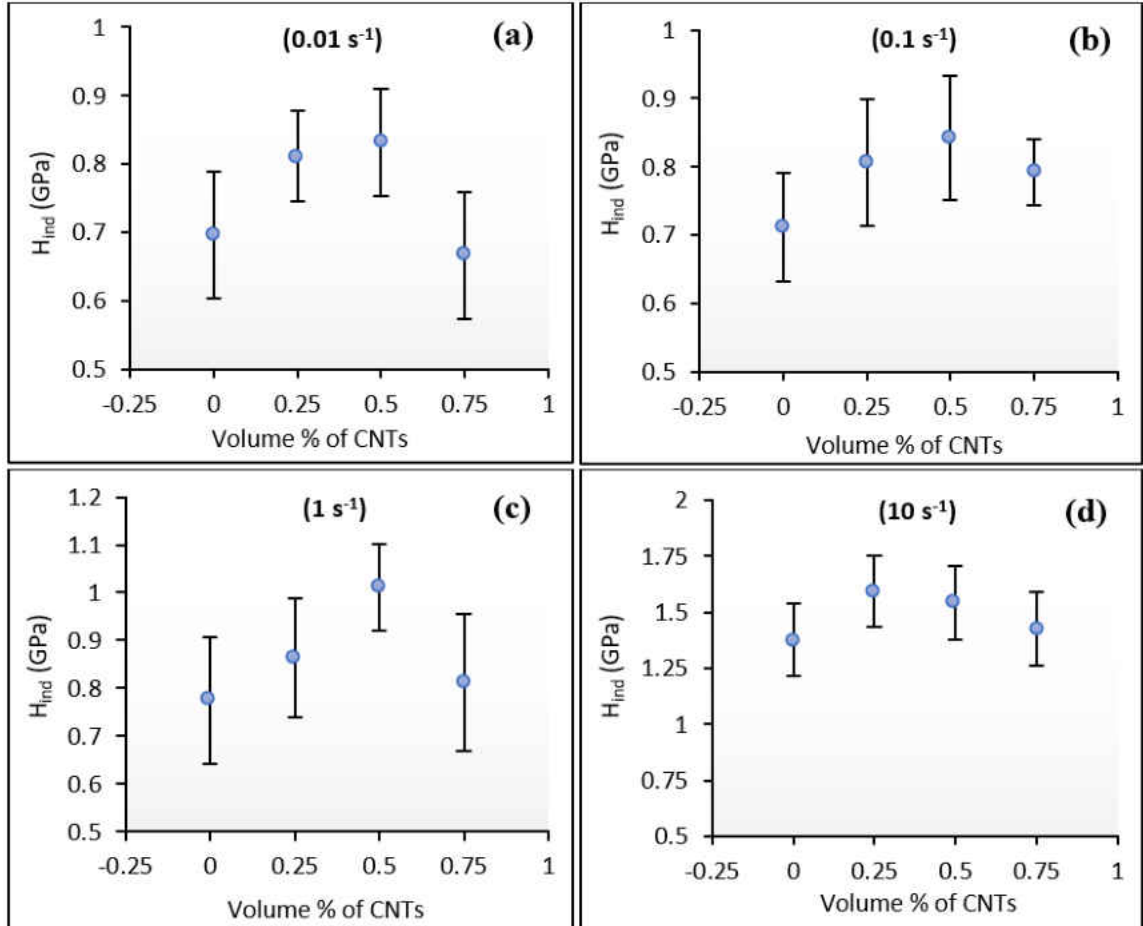 (0.01 s⁻¹) (a)
1
0.9
0.8
0.7
0.6
0.5
H_ind (GPa)
-0.25 0 0.25 0.5 0.75 1
Volume % of CNTs
(0.1 s⁻¹) (b)
1
0.9
0.8
0.7
0.6
0.5
H_ind (GPa)
-0.25 0 0.25 0.5 0.75 1
Volume % of CNTs
(1 s⁻¹) (c)
1.2
1.1
1
0.9
0.8
0.7
0.6
0.5
H_ind (GPa)
-0.25 0 0.25 0.5 0.75 1
Volume % of CNTs
(10 s⁻¹) (d)
2
1.75
1.5
1.25
1
0.75
0.5
H_ind (GPa)
-0.25 0 0.25 0.5 0.75 1
Volume % of CNTs